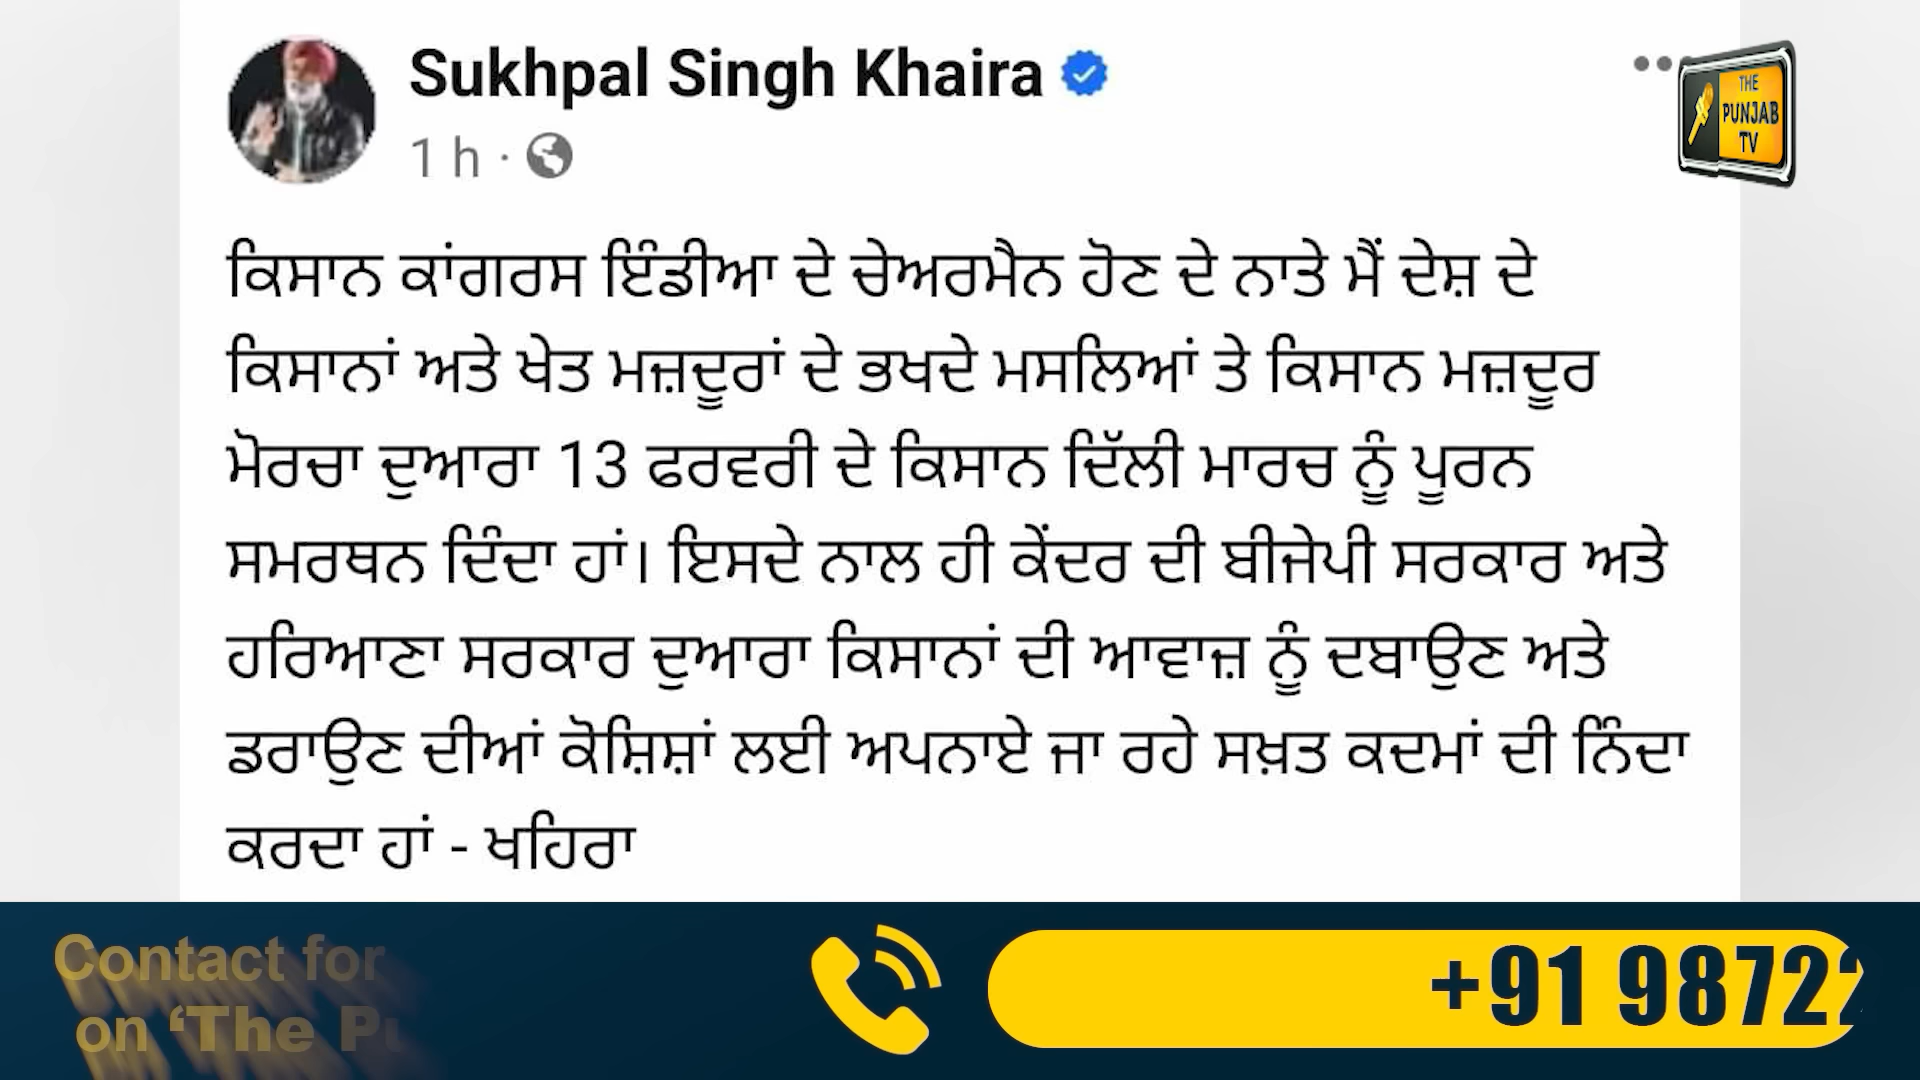 Sukhpal Singh Khaira
1 h ·
THE
PUNJAB
TV
ਕਿਸਾਨ ਕਾਂਗਰਸ ਇੰਡੀਆ ਦੇ ਚੇਅਰਮੈਨ ਹੋਣ ਦੇ ਨਾਤੇ ਮੈਂ ਦੇਸ਼ ਦੇ
ਕਿਸਾਨਾਂ ਅਤੇ ਖੇਤ ਮਜ਼ਦੂਰਾਂ ਦੇ ਭਖਦੇ ਮਸਲਿਆਂ ਤੇ ਕਿਸਾਨ ਮਜ਼ਦੂਰ
ਮੋਰਚਾ ਦੁਆਰਾ 13 ਫਰਵਰੀ ਦੇ ਕਿਸਾਨ ਦਿੱਲੀ ਮਾਰਚ ਨੂੰ ਪੂਰਨ
ਸਮਰਥਨ ਦਿੰਦਾ ਹਾਂ। ਇਸਦੇ ਨਾਲ ਹੀ ਕੇਂਦਰ ਦੀ ਬੀਜੇਪੀ ਸਰਕਾਰ ਅਤੇ
ਹਰਿਆਣਾ ਸਰਕਾਰ ਦੁਆਰਾ ਕਿਸਾਨਾਂ ਦੀ ਆਵਾਜ਼ ਨੂੰ ਦਬਾਉਣ ਅਤੇ
ਡਰਾਉਣ ਦੀਆਂ ਕੋਸ਼ਿਸ਼ਾਂ ਲਈ ਅਪਨਾਏ ਜਾ ਰਹੇ ਸਖ਼ਤ ਕਦਮਾਂ ਦੀ ਨਿੰਦਾ
ਕਰਦਾ ਹਾਂ - ਖਹਿਰਾ
Contact for
on ‘The
+91 9872